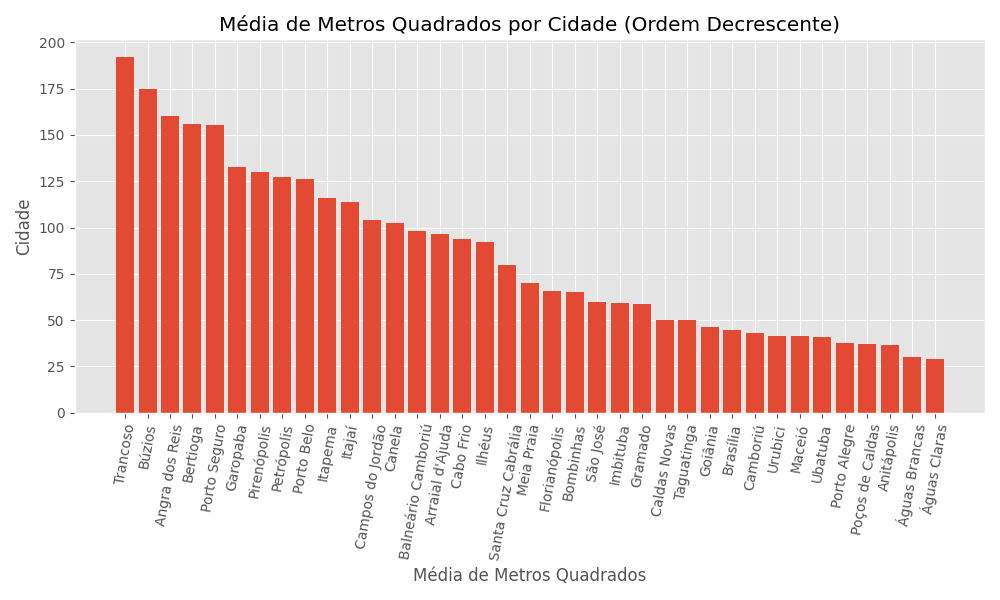 Média de Metros Quadrados por Cidade (Ordem Decrescente)
200
175
150
125
100
75
50
25
0
Cidade
Trancoso
Búzios
Angra dos Reis
Bertioga
Porto Seguro
Garopaba
Pirenópolis
Petrópolis
Porto Belo
Itapema
Itajaí
Campos do Jordão
Canela
Balneário Camboriú
Arraial d'Ajuda
Cabo Frio
Ilhéus
Santa Cruz Cabrália
Meia Praia
Florianópolis
Bombinhas
São José
Imbituba
Gramado
Caldas Novas
Taguatinga
Goiânia
Brasília
Camboriú
Urubici
Maceió
Ubatuba
Porto Alegre
Poços de Caldas
Anitápolis
Águas Brancas
Águas Claras
Média de Metros Quadrados